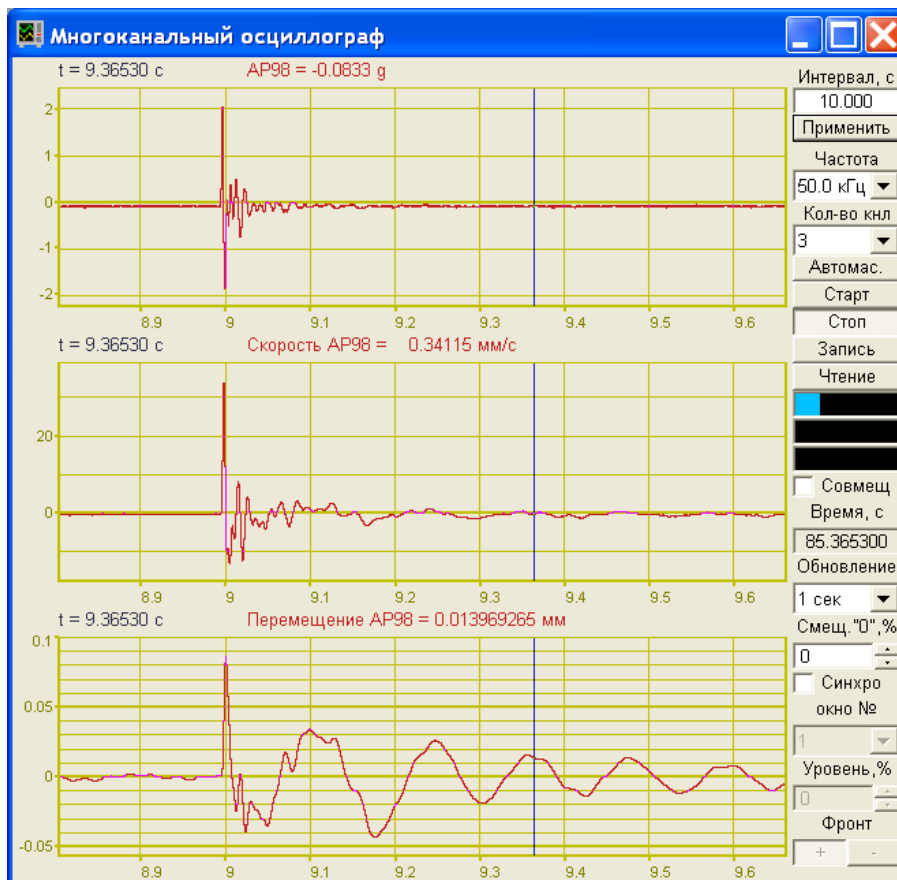 Многоканальный осциллограф
t = 9.36530 c AP98 = -0.0833 g
2
1
0
-1
-2
8.9 9 9.1 9.2 9.3 9.4 9.5 9.6
t = 9.36530 c Скорость AP98 = 0.34115 мм/с
20
0
8.9 9 9.1 9.2 9.3 9.4 9.5 9.6
t = 9.36530 c Перемещение AP98 = 0.013969265 мм
0.1
0.05
0
-0.05
8.9 9 9.1 9.2 9.3 9.4 9.5 9.6
Интервал, с
10.000
Применить
Частота
50.0 кГц
Кол-во кнл
3
Автомас.
Старт
Стоп
Запись
Чтение
Совмещ
Время, с
85.365300
Обновление
1 сек
Смещ."0",%
0
Синхро
окно №
1
Уровень,%
0
Фронт
+ -